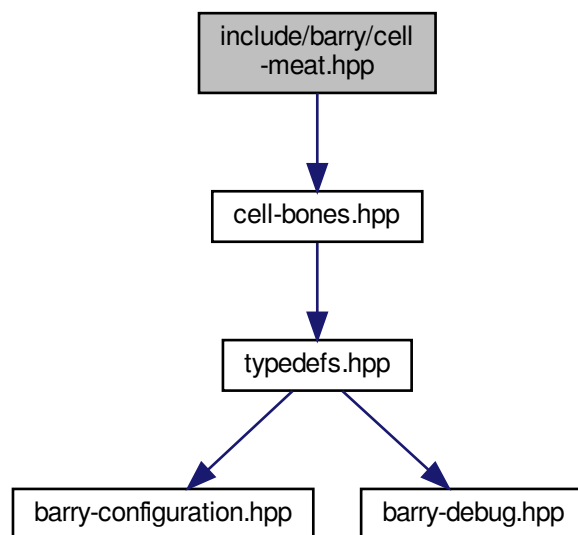 include/barry/cell
-meat.hpp
cell-bones.hpp
typedefs.hpp
barry-configuration.hpp
barry-debug.hpp